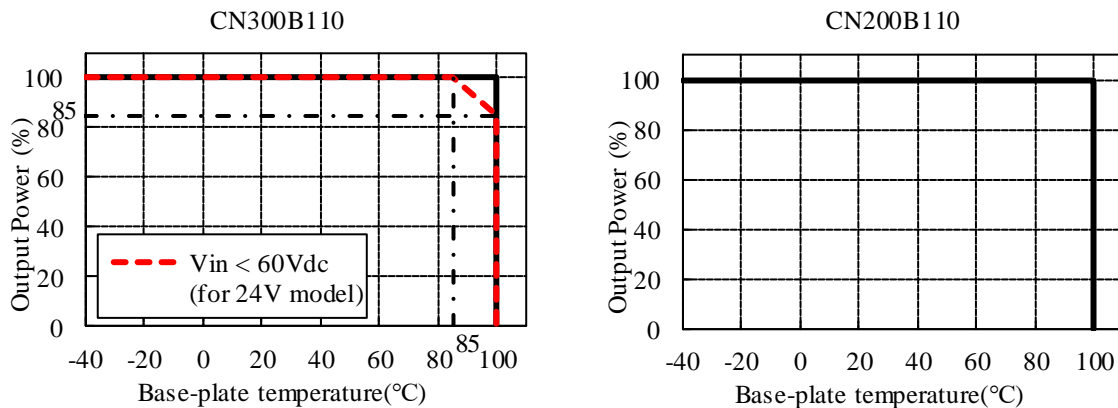 CN300B110
Output Power (%)
100
85
80
60
40
20
0
Vin < 60Vdc
(for 24V model)
-40 -20 0 20 40 60 80 85 100
Base-plate temperature(°C)
CN200B110
Output Power (%)
100
80
60
40
20
0
-40 -20 0 20 40 60 80 100
Base-plate temperature(°C)